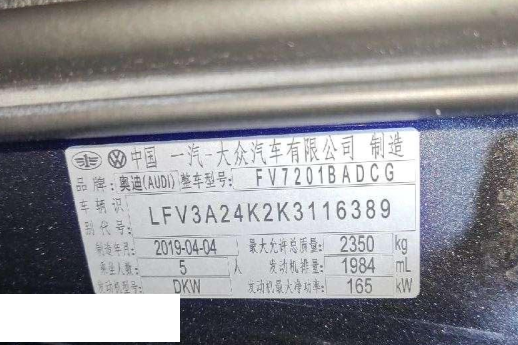 中国 一汽-大众汽车有限公司 制造
品牌:奥迪(AUDI) 整车型号: FV7201BADCG
车辆识别代号: LFV3A24K2K3116389
制造年月: 2019-04-04 最大允许总质量: 2350 kg
乘坐人数: 5 人 发动机排量: 1984 mL
发动机型号: DKW 发动机最大净功率: 165 kW